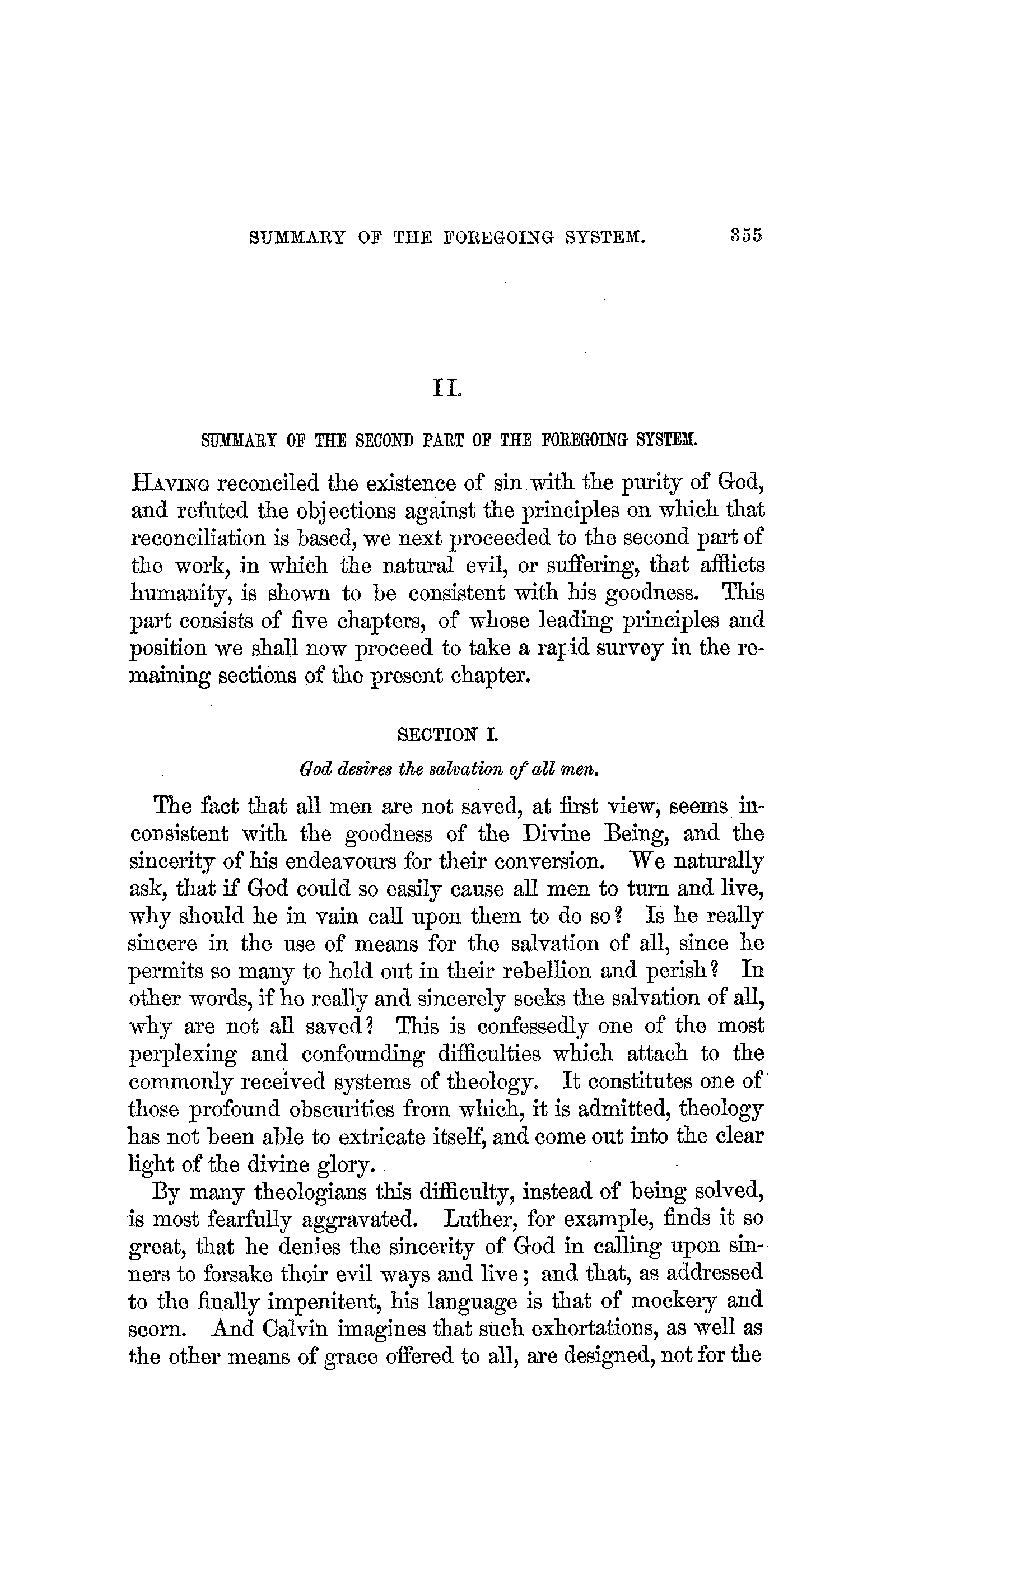 SUMMARY OF THE FOREGOING SYSTEM. 355
II.
SUMMARY OF THE SECOND PART OF THE FOREGOING SYSTEM.
HAVING reconciled the existence of sin with the purity of God,
and refuted the objections against the principles on which that
reconciliation is based, we next proceeded to the second part of
the work, in which the natural evil, or suffering, that afflicts
humanity, is shown to be consistent with his goodness. This
part consists of five chapters, of whose leading principles and
position we shall now proceed to take a rapid survey in the re-
maining sections of the present chapter.
SECTION I.
God desires the salvation of all men.
The fact that all men are not saved, at first view, seems in-
consistent with the goodness of the Divine Being, and the
sincerity of his endeavours for their conversion. We naturally
ask, that if God could so easily cause all men to turn and live,
why should he in vain call upon them to do so? Is he really
sincere in the use of means for the salvation of all, since he
permits so many to hold out in their rebellion and perish? In
other words, if he really and sincerely seeks the salvation of all,
why are not all saved? This is confessedly one of the most
perplexing and confounding difficulties which attach to the
commonly received systems of theology. It constitutes one of
those profound obscurities from which, it is admitted, theology
has not been able to extricate itself, and come out into the clear
light of the divine glory.
By many theologians this difficulty, instead of being solved,
is most fearfully aggravated. Luther, for example, finds it so
great, that he denies the sincerity of God in calling upon sin-
ners to forsake their evil ways and live; and that, as addressed
to the finally impenitent, his language is that of mockery and
scorn. And Calvin imagines that such exhortations, as well as
the other means of grace offered to all, are designed, not for the